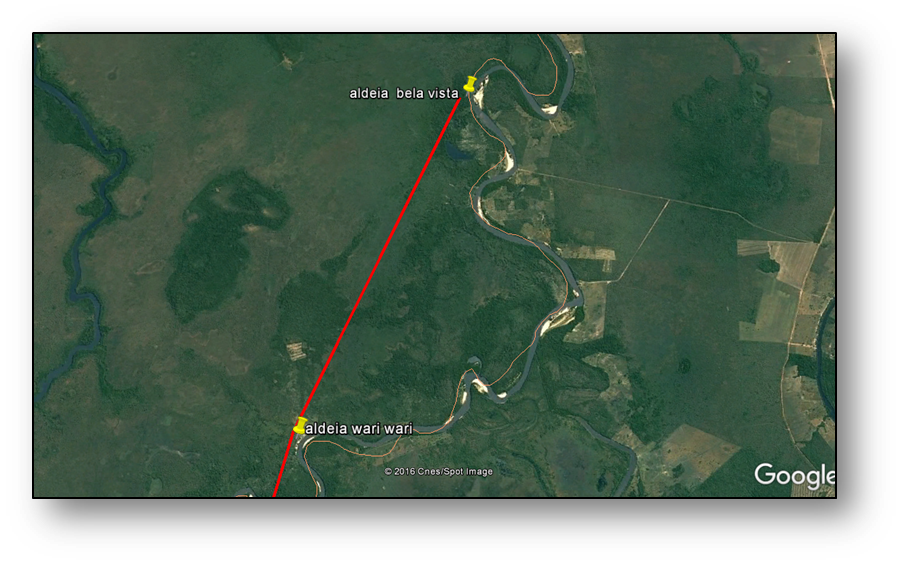 aldeia bela vista
aldeia wari wari
© 2016 Cnes/Spot Image
Google